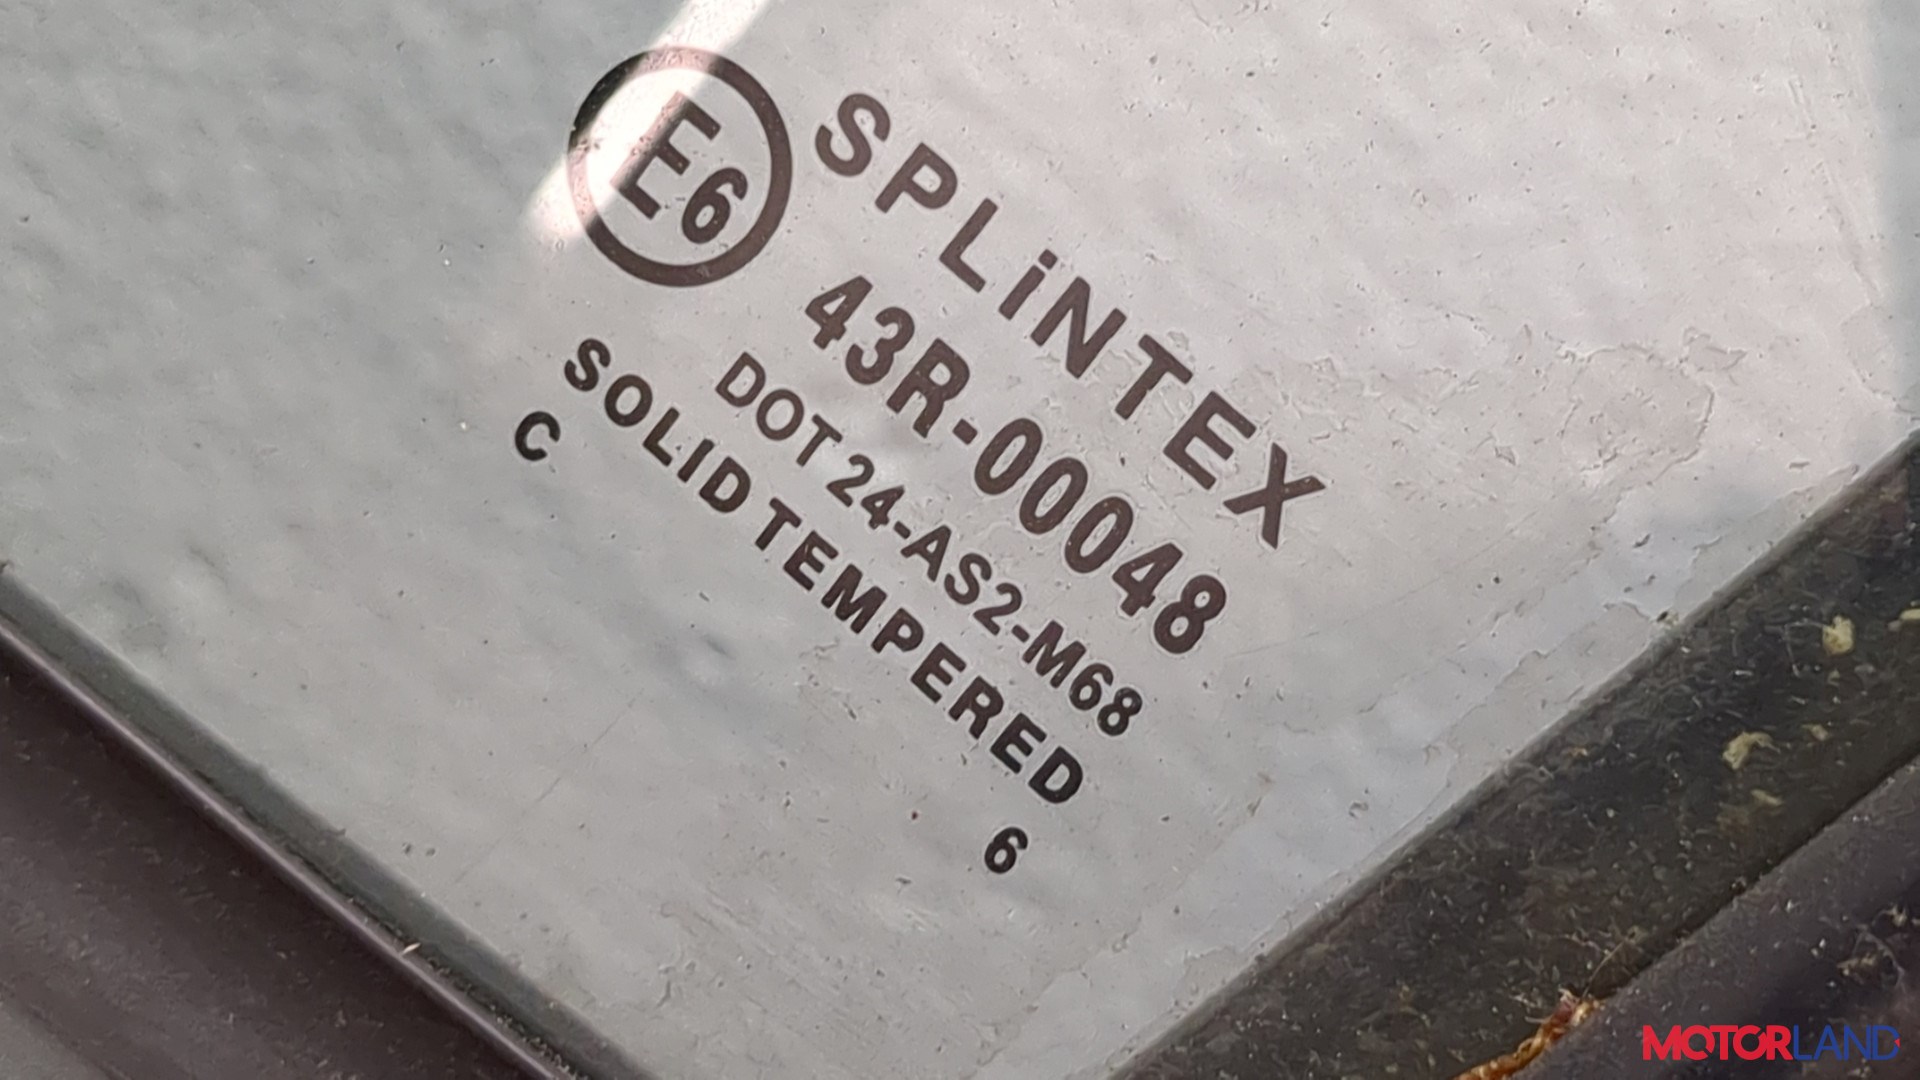 E6
SPLiNTEX
43R-00048
DOT 24-AS2-M68
SOLID TEMPERED
C 6
MOTORLAND